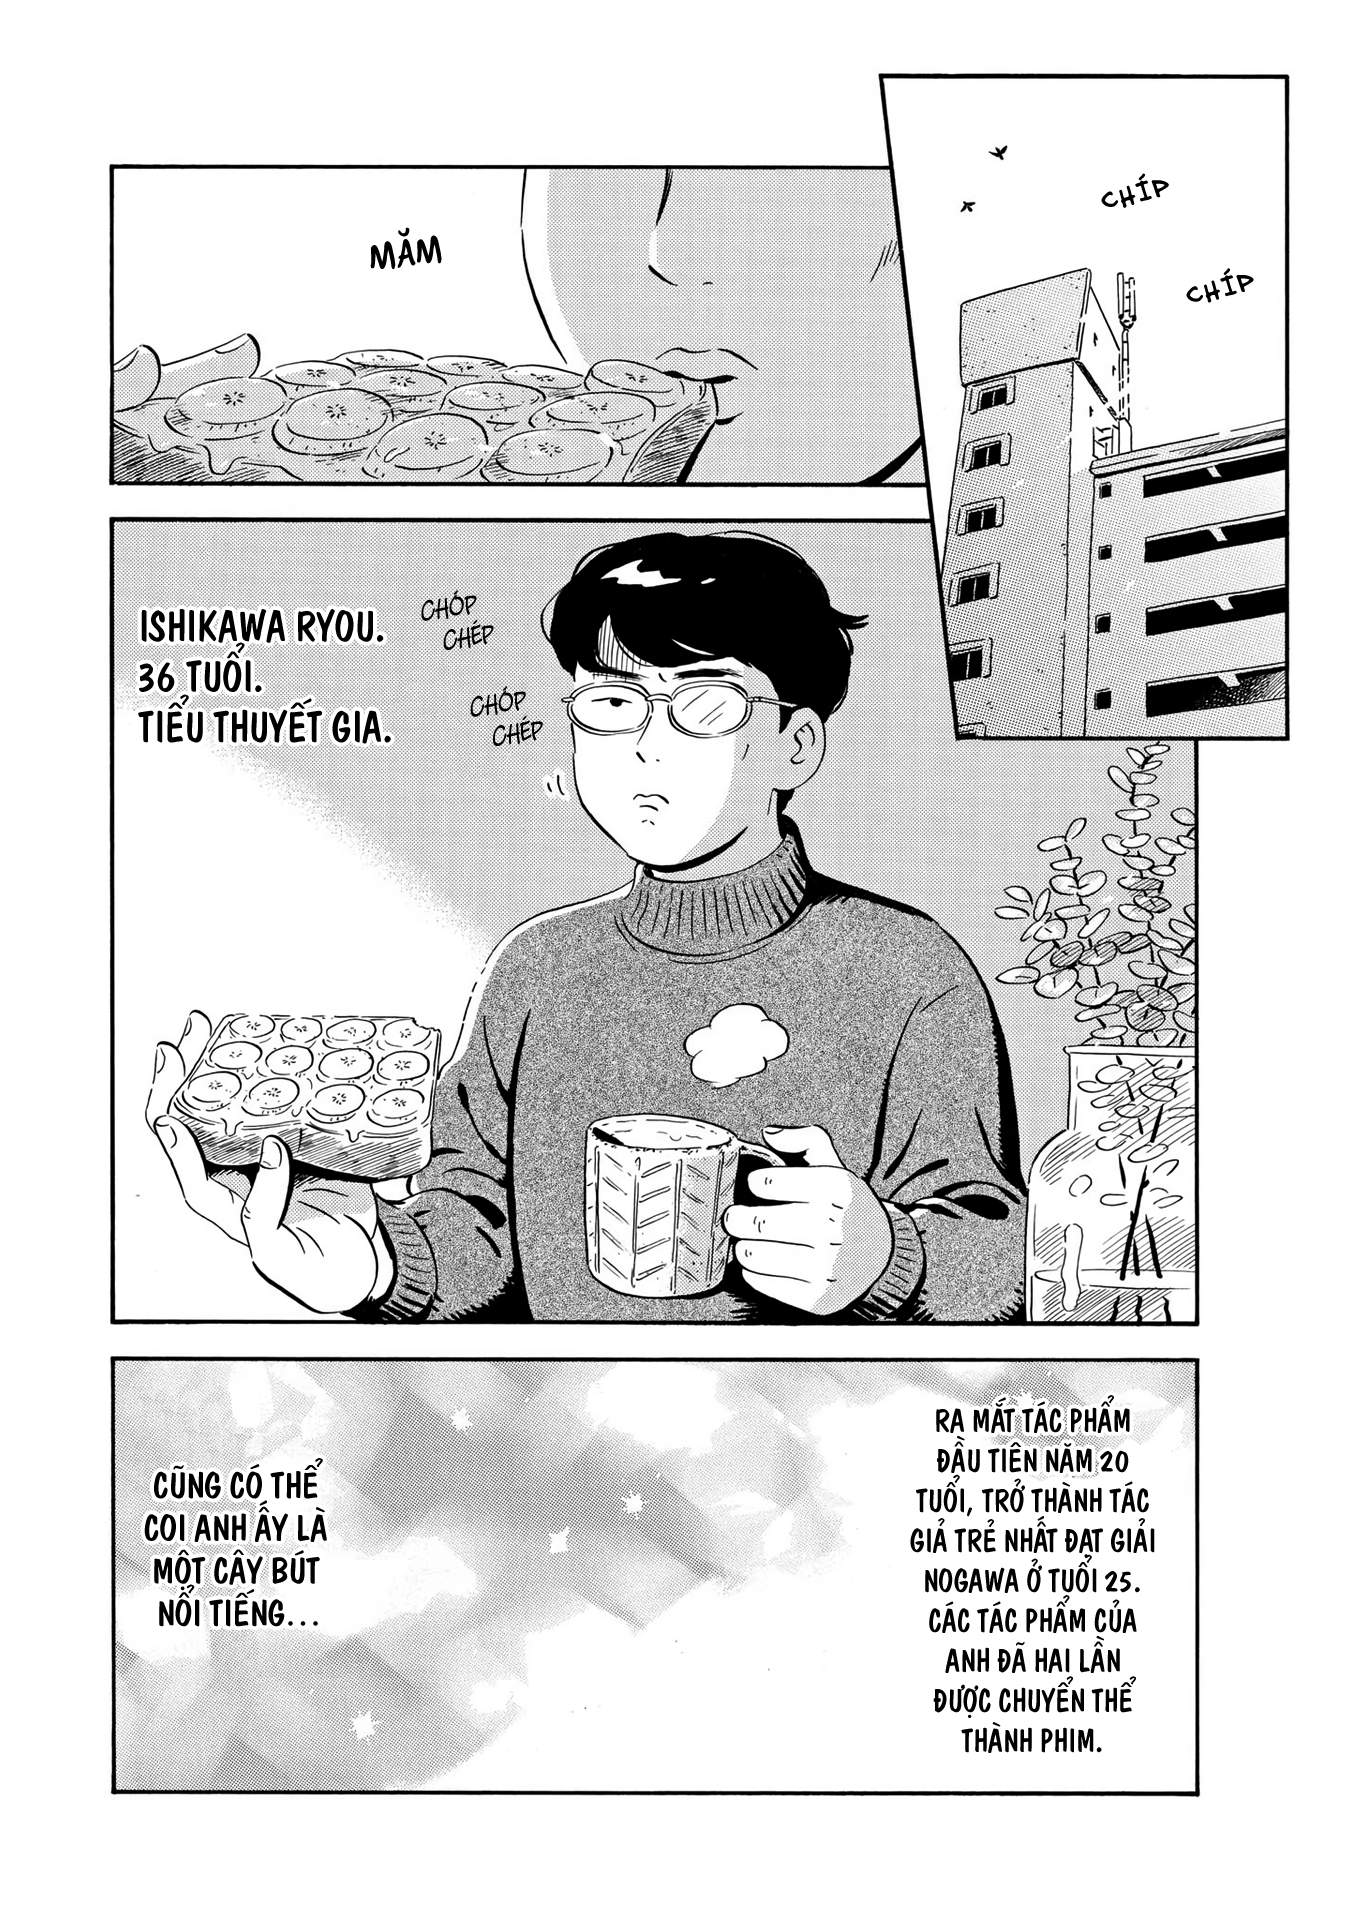 CHÍP
CHÍP
MĂM
CHÓP
CHÉP
CHÓP
CHÉP
ISHIKAWA RYOU.
36 TUỔI.
TIỂU THUYẾT GIA.
RA MẮT TÁC PHẨM
ĐẦU TIÊN NĂM 20
TUỔI, TRỞ THÀNH TÁC
GIẢ TRẺ NHẤT ĐẠT GIẢI
NOGAWA Ở TUỔI 25.
CÁC TÁC PHẨM CỦA
ANH ĐÃ HAI LẦN
ĐƯỢC CHUYỂN THỂ
THÀNH PHIM.
CŨNG CÓ THỂ
COI ANH ẤY LÀ
MỘT CÂY BÚT
NỔI TIẾNG...